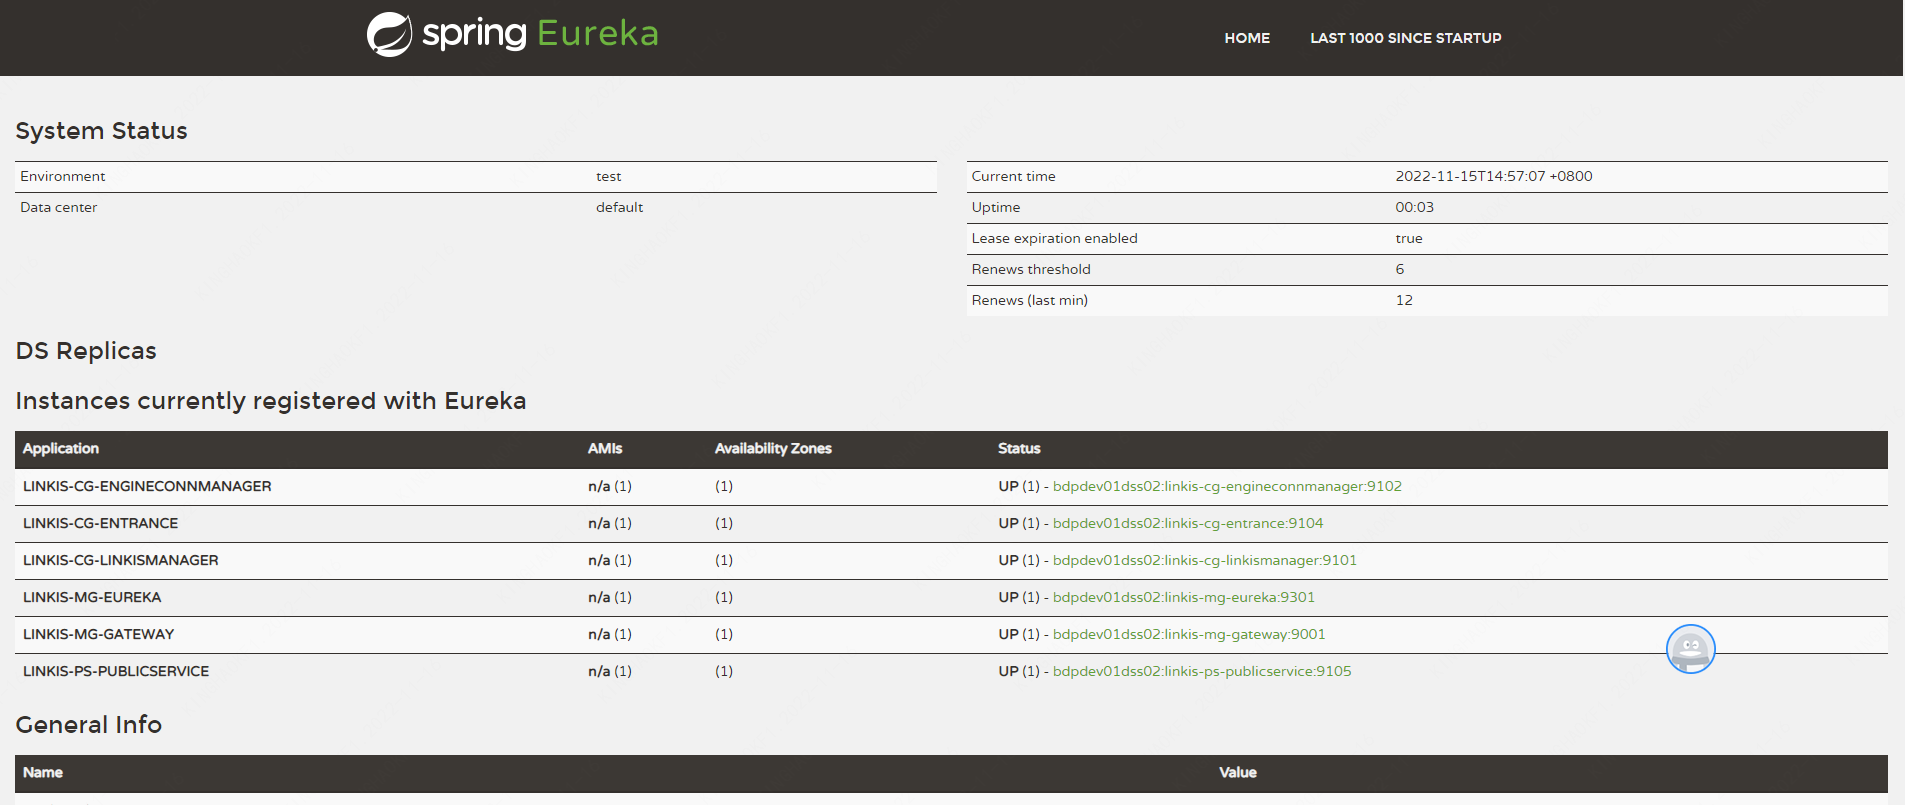 spring Eureka HOME LAST 1000 SINCE STARTUP
System Status
Environment test
Data center default
Current time 2022-11-15T14:57:07 +0800
Uptime 00:03
Lease expiration enabled true
Renews threshold 6
Renews (last min) 12
DS Replicas
Instances currently registered with Eureka
Application AMIs Availability Zones Status
LINKIS-CG-ENGINECONNMANAGER n/a (1) (1) UP (1) - bdpdev01dss02:linkis-cg-engineconnmanager:9102
LINKIS-CG-ENTRANCE n/a (1) (1) UP (1) - bdpdev01dss02:linkis-cg-entrance:9104
LINKIS-CG-LINKISMANAGER n/a (1) (1) UP (1) - bdpdev01dss02:linkis-cg-linkismanager:9101
LINKIS-MG-EUREKA n/a (1) (1) UP (1) - bdpdev01dss02:linkis-mg-eureka:9301
LINKIS-MG-GATEWAY n/a (1) (1) UP (1) - bdpdev01dss02:linkis-mg-gateway:9001
LINKIS-PS-PUBLICSERVICE n/a (1) (1) UP (1) - bdpdev01dss02:linkis-ps-publicservice:9105
General Info
Name Value